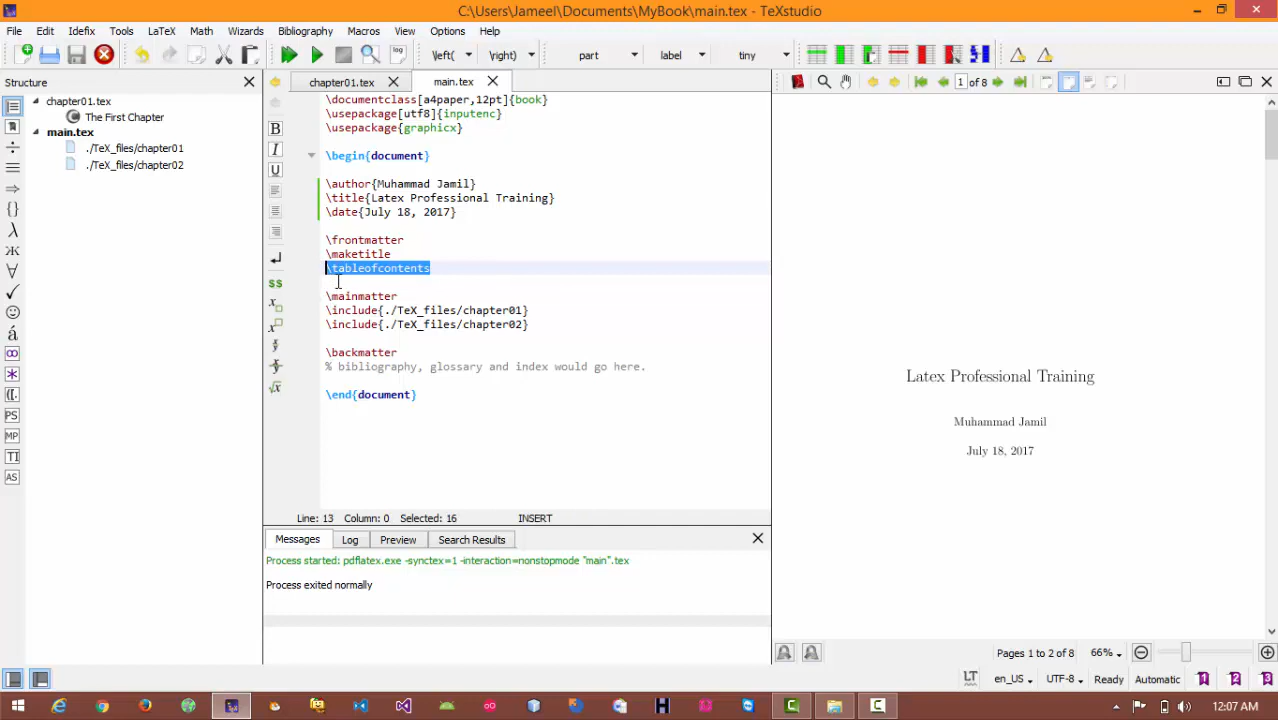 C:\Users\Jameel\Documents\MyBook\main.tex - TeXstudio
File Edit Idefix Tools LaTeX Math Wizards Bibliography Macros View Options Help
\left( \right) part label tiny
Structure
chapter01.tex
The First Chapter
main.tex
./TeX_files/chapter01
./TeX_files/chapter02
chapter01.tex main.tex
\documentclass[a4paper,12pt]{book}
\usepackage[utf8]{inputenc}
\usepackage{graphicx}
\begin{document}
\author{Muhammad Jamil}
\title{Latex Professional Training}
\date{July 18, 2017}
\frontmatter
\maketitle
\tableofcontents
\mainmatter
\include{./TeX_files/chapter01}
\include{./TeX_files/chapter02}
\backmatter
% bibliography, glossary and index would go here.
\end{document}
Line: 13 Column: 0 Selected: 16 INSERT
Messages Log Preview Search Results
Process started: pdflatex.exe -synctex=1 -interaction=nonstopmode "main".tex
Process exited normally
1 of 8
Latex Professional Training
Muhammad Jamil
July 18, 2017
Pages 1 to 2 of 8 66%
LT en_US UTF-8 Ready Automatic 1 2 3
12:07 AM